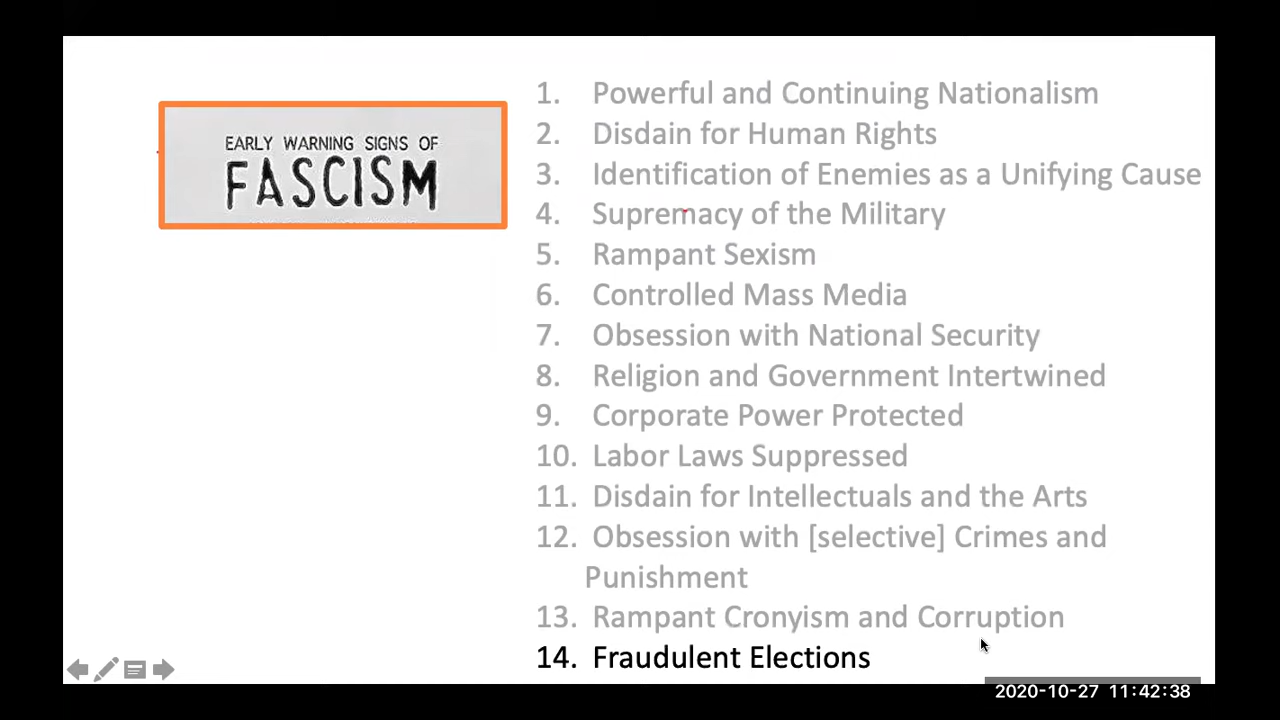 EARLY WARNING SIGNS OF
FASCISM
1. Powerful and Continuing Nationalism
2. Disdain for Human Rights
3. Identification of Enemies as a Unifying Cause
4. Supremacy of the Military
5. Rampant Sexism
6. Controlled Mass Media
7. Obsession with National Security
8. Religion and Government Intertwined
9. Corporate Power Protected
10. Labor Laws Suppressed
11. Disdain for Intellectuals and the Arts
12. Obsession with [selective] Crimes and
Punishment
13. Rampant Cronyism and Corruption
14. Fraudulent Elections
2020-10-27 11:42:38